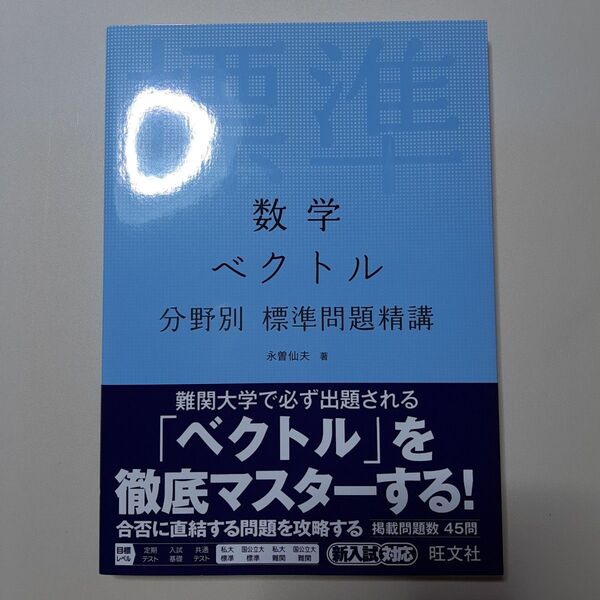 標準
数学
ベクトル
分野別 標準問題精講
永曽仙夫 著
難関大学で必ず出題される
「ベクトル」を
徹底マスターする!
合否に直結する問題を攻略する 掲載問題数 45問
目標レベル 定期テスト 入試基礎 共通テスト 私大標準 国公立大標準 私大難関 国公立大難関 新入試対応 旺文社